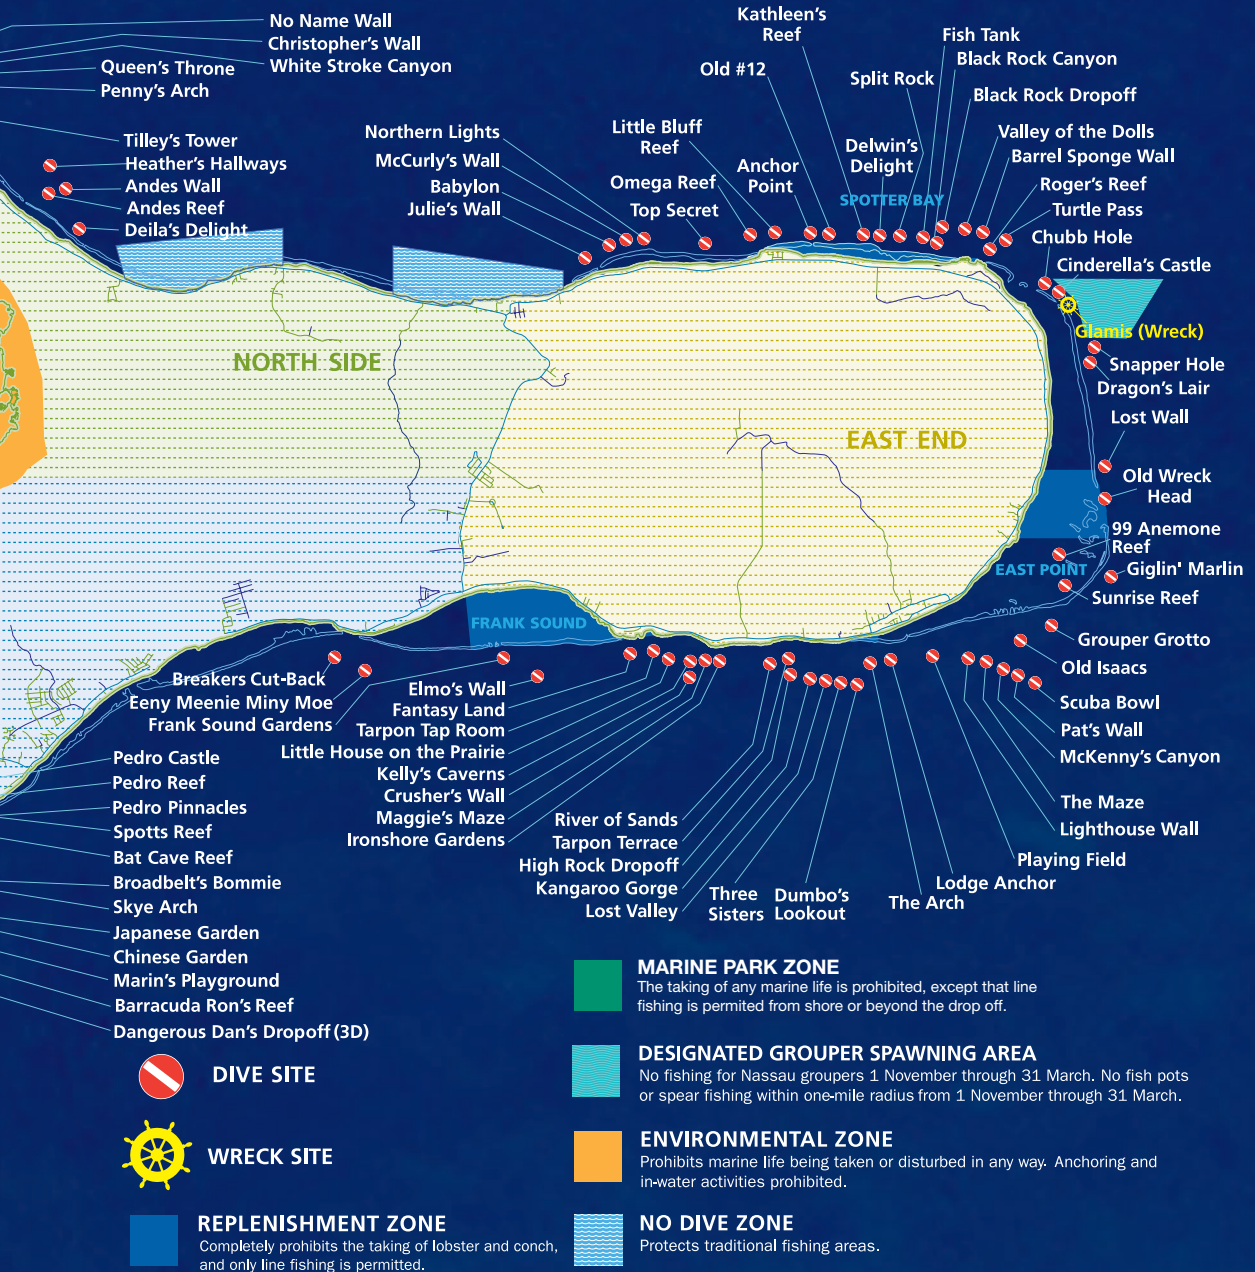 No Name Wall
Christopher's Wall
White Stroke Canyon
Queen's Throne
Penny's Arch
Tilley's Tower
Heather's Hallways
Andes Wall
Andes Reef
Deila's Delight
Northern Lights
McCurly's Wall
Babylon
Julie's Wall
Little Bluff
Reef
Omega Reef
Top Secret
Kathleen's
Reef
Old #12
Anchor
Point
Split Rock
Delwin's
Delight
SPOTTER BAY
Fish Tank
Black Rock Canyon
Black Rock Dropoff
Valley of the Dolls
Barrel Sponge Wall
Roger's Reef
Turtle Pass
Chubb Hole
Cinderella's Castle
Glamis (Wreck)
Snapper Hole
Dragon's Lair
Lost Wall
Old Wreck
Head
99 Anemone
Reef
EAST POINT
Giglin' Marlin
Sunrise Reef
Grouper Grotto
Old Isaacs
Scuba Bowl
Pat's Wall
McKenny's Canyon
The Maze
Lighthouse Wall
Playing Field
Lodge Anchor
The Arch
NORTH SIDE
EAST END
FRANK SOUND
Breakers Cut-Back
Eeny Meenie Miny Moe
Frank Sound Gardens
Elmo's Wall
Fantasy Land
Tarpon Tap Room
Little House on the Prairie
Kelly's Caverns
Crusher's Wall
Maggie's Maze
Ironshore Gardens
River of Sands
Tarpon Terrace
High Rock Dropoff
Kangaroo Gorge
Lost Valley
Three
Sisters
Dumbo's
Lookout
Pedro Castle
Pedro Reef
Pedro Pinnacles
Spotts Reef
Bat Cave Reef
Broadbelt's Bommie
Skye Arch
Japanese Garden
Chinese Garden
Marin's Playground
Barracuda Ron's Reef
Dangerous Dan's Dropoff (3D)
DIVE SITE
WRECK SITE
REPLENISHMENT ZONE
Completely prohibits the taking of lobster and conch,
and only line fishing is permitted.
MARINE PARK ZONE
The taking of any marine life is prohibited, except that line
fishing is permited from shore or beyond the drop off.
DESIGNATED GROUPER SPAWNING AREA
No fishing for Nassau groupers 1 November through 31 March. No fish pots
or spear fishing within one-mile radius from 1 November through 31 March.
ENVIRONMENTAL ZONE
Prohibits marine life being taken or disturbed in any way. Anchoring and
in-water activities prohibited.
NO DIVE ZONE
Protects traditional fishing areas.